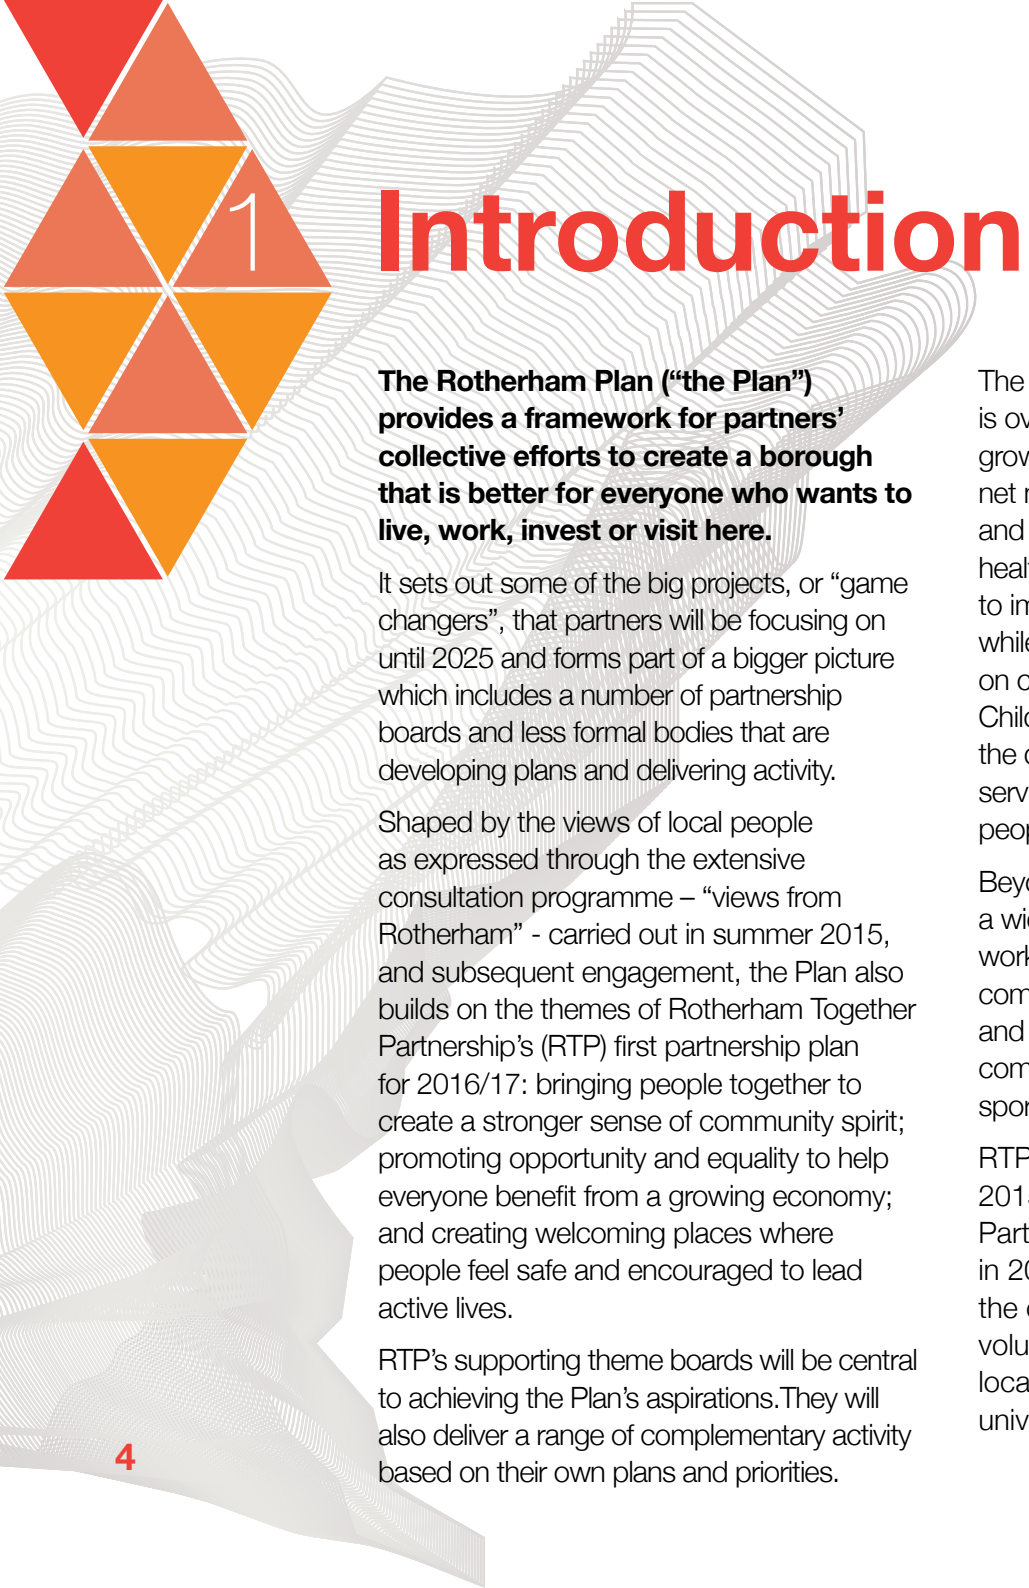 1
Introduction
The Rotherham Plan (“the Plan”)
provides a framework for partners’
collective efforts to create a borough
that is better for everyone who wants to
live, work, invest or visit here.
It sets out some of the big projects, or “game
changers”, that partners will be focusing on
until 2025 and forms part of a bigger picture
which includes a number of partnership
boards and less formal bodies that are
developing plans and delivering activity.
Shaped by the views of local people
as expressed through the extensive
consultation programme – “views from
Rotherham” - carried out in summer 2015,
and subsequent engagement, the Plan also
builds on the themes of Rotherham Together
Partnership’s (RTP) first partnership plan
for 2016/17: bringing people together to
create a stronger sense of community spirit;
promoting opportunity and equality to help
everyone benefit from a growing economy;
and creating welcoming places where
people feel safe and encouraged to lead
active lives.
RTP’s supporting theme boards will be central
to achieving the Plan’s aspirations.They will
also deliver a range of complementary activity
based on their own plans and priorities.
The
is
net
and
to
while
on
the
a
and
RTP
in
the
4